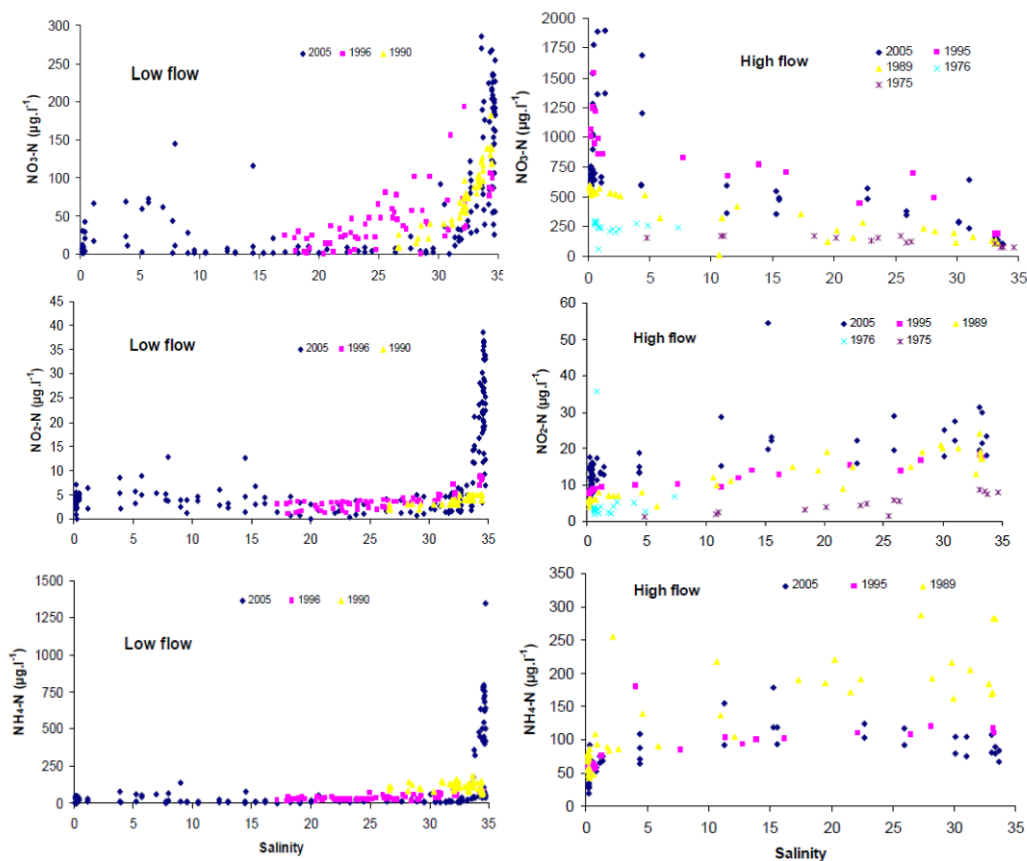 NO₃-N (µg.l⁻¹)
300
250
200
150
100
50
0
Low flow
2005 1996 1990
0 5 10 15 20 25 30 35
NO₃-N (µg.l⁻¹)
2000
1750
1500
1250
1000
750
500
250
0
High flow
2005 1995
1989 1976
1975
0 5 10 15 20 25 30 35
NO₂-N (µg.l⁻¹)
45
40
35
30
25
20
15
10
5
0
Low flow
2005 1996 1990
0 5 10 15 20 25 30 35
NO₂-N (µg.l⁻¹)
60
50
40
30
20
10
0
High flow
2005 1995 1989
1976 1975
0 5 10 15 20 25 30 35
NH₄-N (µg.l⁻¹)
1500
1250
1000
750
500
250
0
2005 1996 1990
Low flow
0 5 10 15 20 25 30 35
Salinity
NH₄-N (µg.l⁻¹)
350
300
250
200
150
100
50
0
High flow
2005 1995 1989
0 5 10 15 20 25 30 35
Salinity